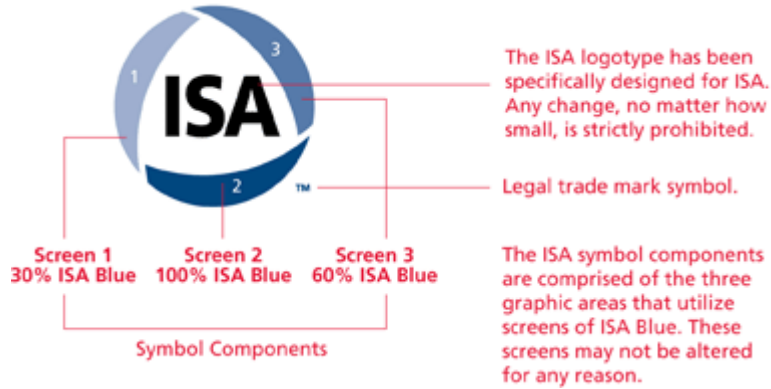 1
3
ISA
2
™
The ISA logotype has been
specifically designed for ISA.
Any change, no matter how
small, is strictly prohibited.
Legal trade mark symbol.
Screen 1
30% ISA Blue
Screen 2
100% ISA Blue
Screen 3
60% ISA Blue
Symbol Components
The ISA symbol components
are comprised of the three
graphic areas that utilize
screens of ISA Blue. These
screens may not be altered
for any reason.